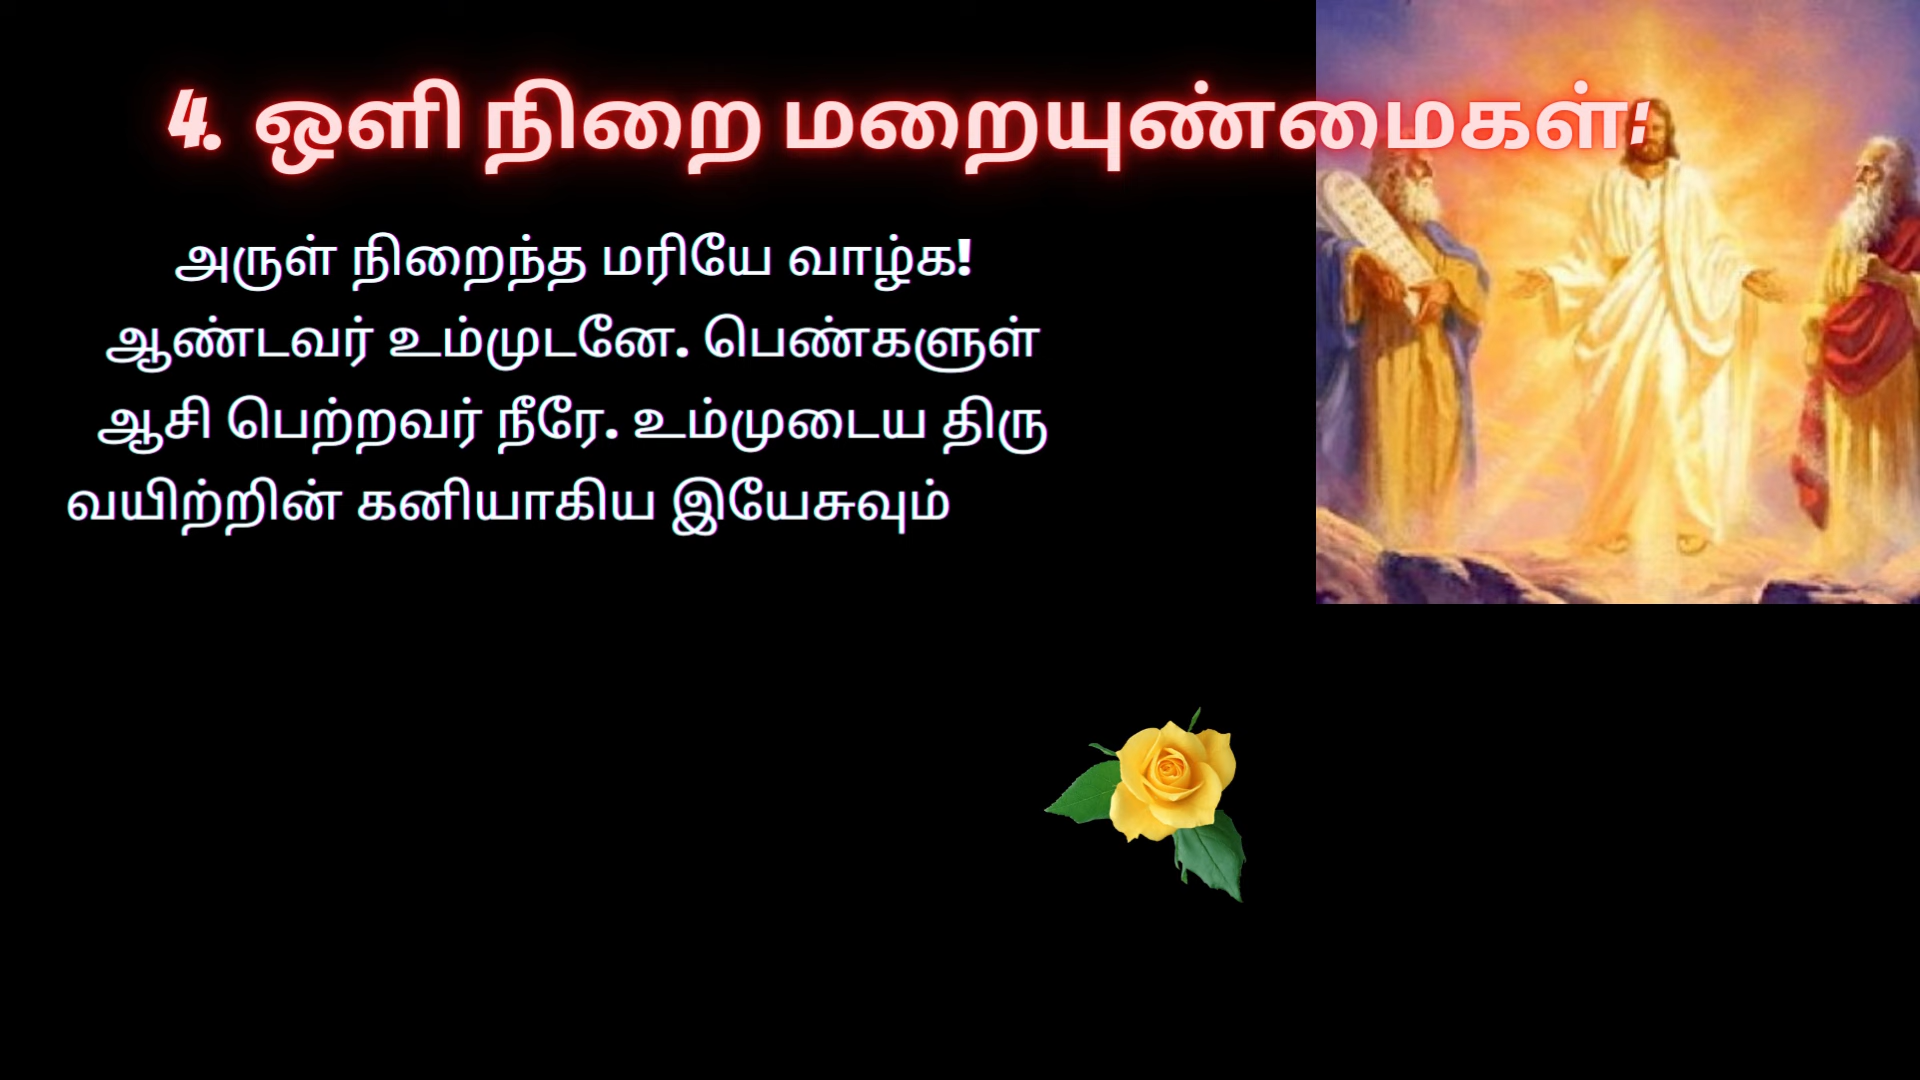 4. ஒளி நிறை மறையுண்மைகள்:
அருள் நிறைந்த மரியே வாழ்க!
ஆண்டவர் உம்முடனே. பெண்களுள்
ஆசி பெற்றவர் நீரே. உம்முடைய திரு
வயிற்றின் கனியாகிய இயேசுவும்